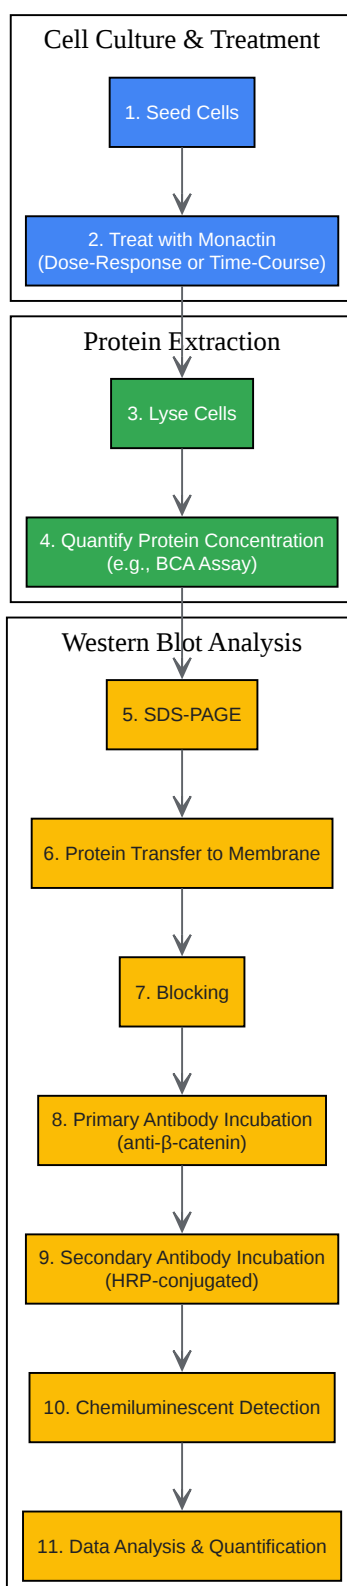 Cell Culture & Treatment
1. Seed Cells
2. Treat with Monactin
(Dose-Response or Time-Course)
Protein Extraction
3. Lyse Cells
4. Quantify Protein Concentration
(e.g., BCA Assay)
Western Blot Analysis
5. SDS-PAGE
6. Protein Transfer to Membrane
7. Blocking
8. Primary Antibody Incubation
(anti-β-catenin)
9. Secondary Antibody Incubation
(HRP-conjugated)
10. Chemiluminescent Detection
11. Data Analysis & Quantification